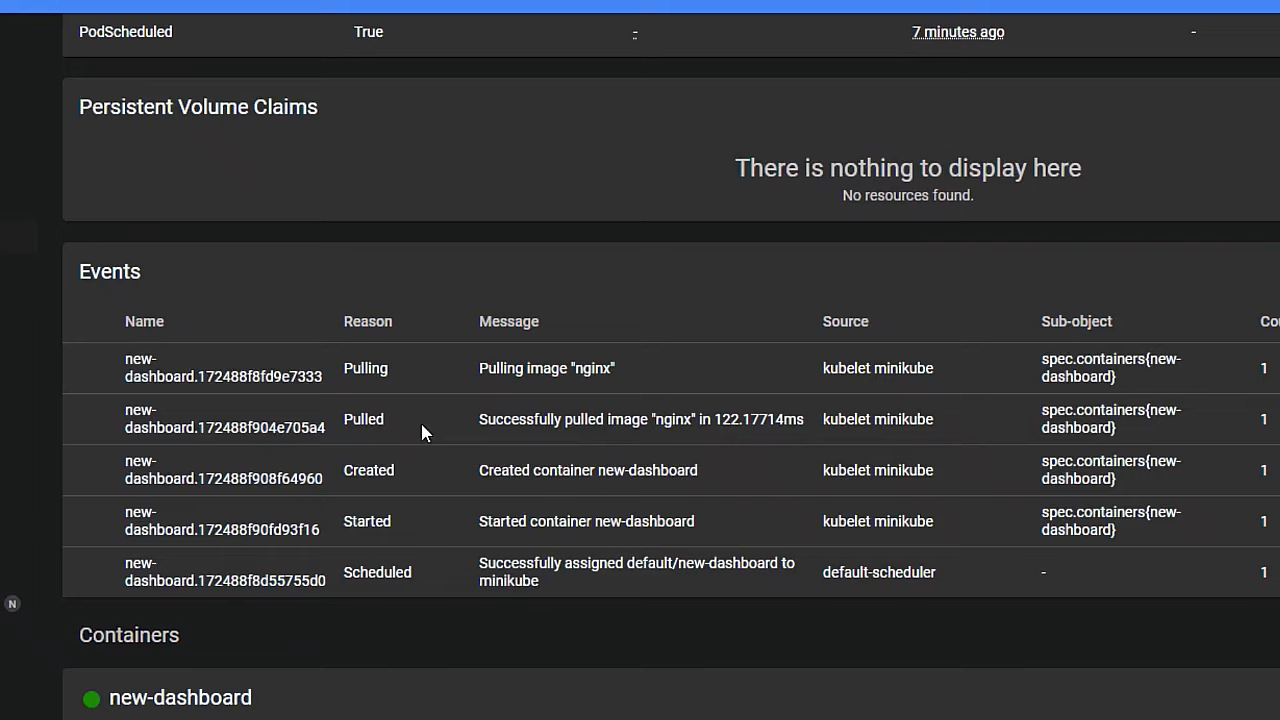 PodScheduled True - 7 minutes ago -
Persistent Volume Claims
There is nothing to display here
No resources found.
Events
Name Reason Message Source Sub-object
new-
dashboard.172488f8fd9e7333 Pulling Pulling image "nginx" kubelet minikube spec.containers{new-
dashboard} 1
new-
dashboard.172488f904e705a4 Pulled Successfully pulled image "nginx" in 122.17714ms kubelet minikube spec.containers{new-
dashboard} 1
new-
dashboard.172488f908f64960 Created Created container new-dashboard kubelet minikube spec.containers{new-
dashboard} 1
new-
dashboard.172488f90fd93f16 Started Started container new-dashboard kubelet minikube spec.containers{new-
dashboard} 1
new-
dashboard.172488f8d55755d0 Scheduled Successfully assigned default/new-dashboard to
minikube default-scheduler - 1
N
Containers
new-dashboard